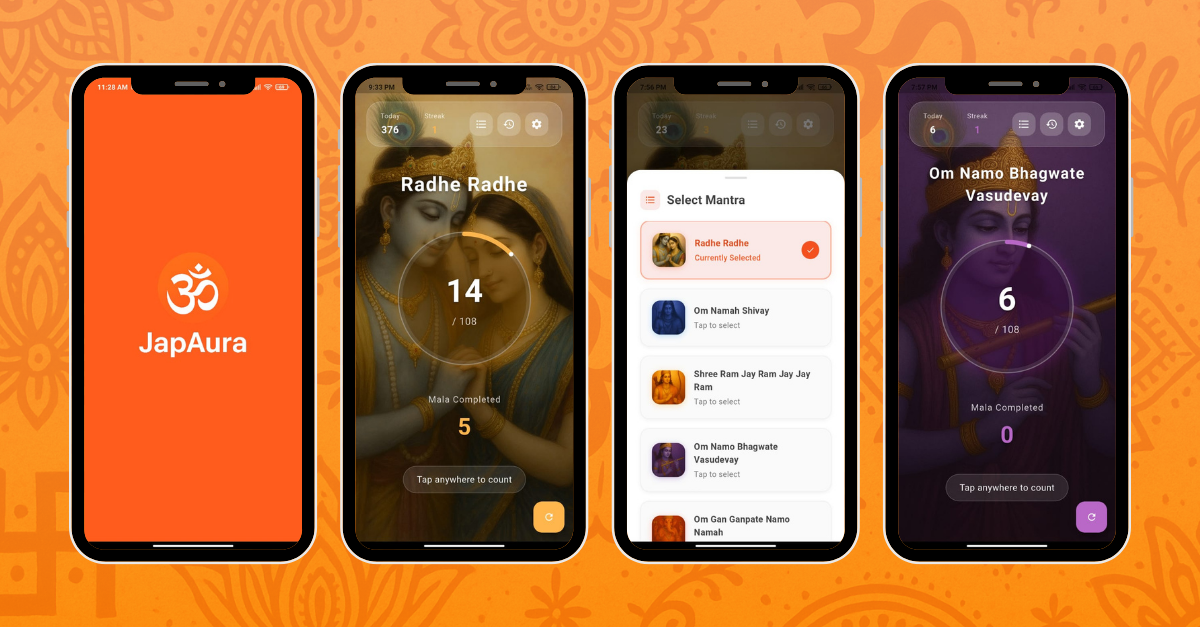 11:28 AM
ॐ
JapAura
9:33 PM
Today
Streak
376
Radhe Radhe
14
/ 108
Mala Completed
5
Tap anywhere to count
7:56 PM
Today
Streak
23
Select Mantra
Radhe Radhe
Currently Selected
Om Namah Shivay
Tap to select
Shree Ram Jay Ram Jay Jay
Ram
Tap to select
Om Namo Bhagwate
Vasudevay
Tap to select
Om Gan Ganpate Namo
Namah
Today
Streak
6
1
Om Namo Bhagwate
Vasudevay
6
/ 108
Mala Completed
0
Tap anywhere to count